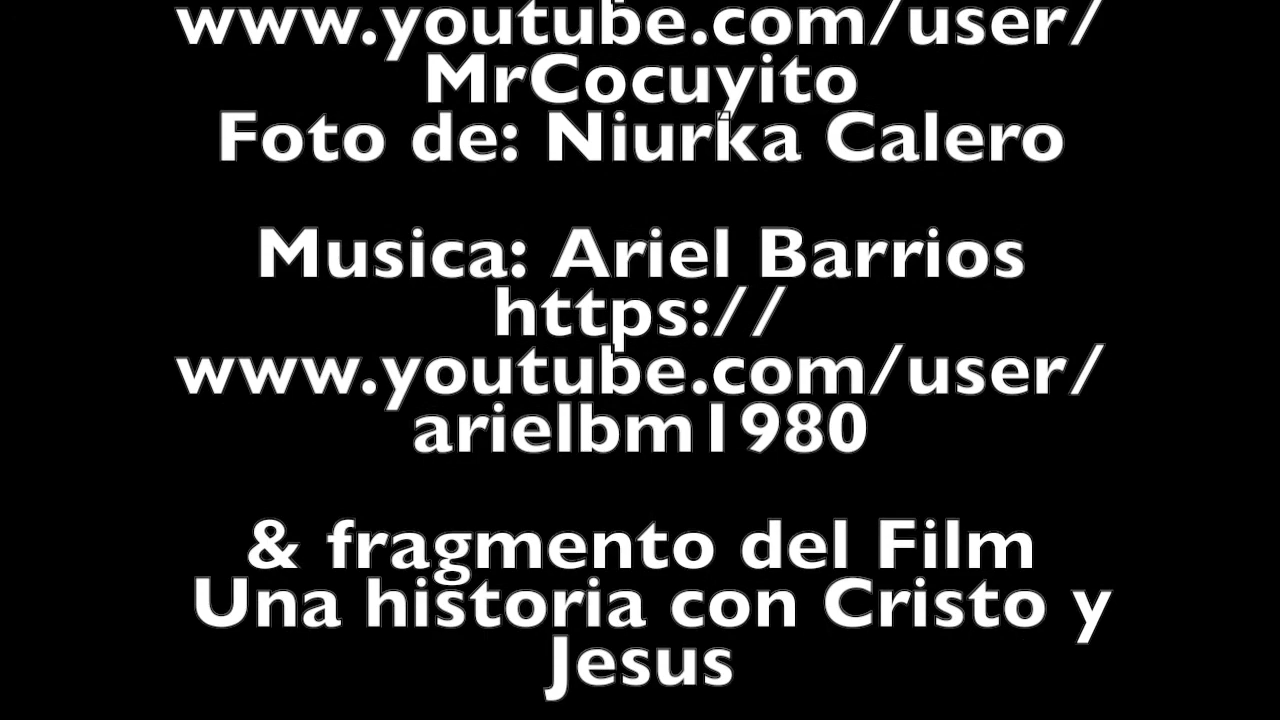 www.youtube.com/user/
MrCocuyito
Foto de: Niurka Calero
Musica: Ariel Barrios
https://
www.youtube.com/user/
arielbm1980
& fragmento del Film
Una historia con Cristo y
Jesus